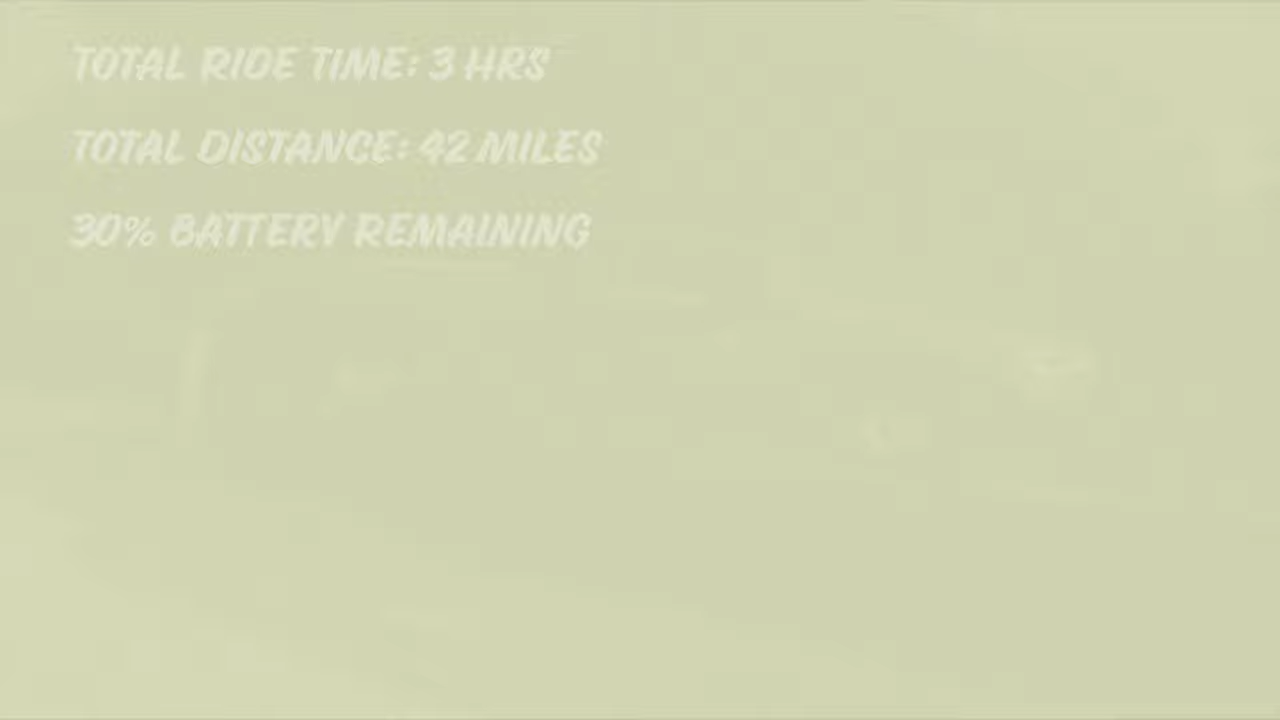 TOTAL RIDE TIME: 3 HRS
TOTAL DISTANCE: 42 MILES
30% BATTERY REMAINING